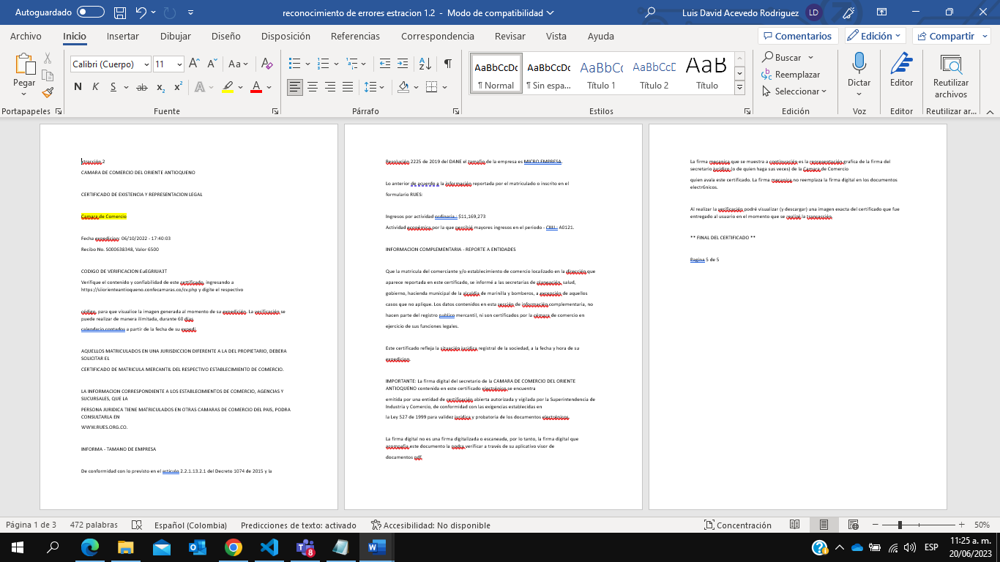 Autoguardado
reconocimiento de errores estracion 1.2 - Modo de compatibilidad
Luis David Acevedo Rodriguez
LD
Archivo Inicio Insertar Dibujar Diseño Disposición Referencias Correspondencia Revisar Vista Ayuda
Comentarios Edición Compartir
Pegar
Calibri (Cuerpo) 11
N K S ab x₂ x² A A
AaBbCcDc AaBbCcDc AaBbCc AaBbCcD AaB
¶ Normal ¶ Sin espa... Título 1 Título 2 Título
Buscar
Reemplazar
Seleccionar
Dictar
Editor
Reutilizar
archivos
Portapapeles Fuente Párrafo Estilos Edición Voz Editor Reutilizar ar...
stracción 2
CAMARA DE COMERCIO DEL ORIENTE ANTIOQUENO
CERTIFICADO DE EXISTENCIA Y REPRESENTACION LEGAL
Camara de Comercio
Fecha expedicion: 06/10/2022 - 17:40:03
Recibo No. S000638348, Valor 6500
CODIGO DE VERIFICACION EuEGRIUA3T
Verifique el contenido y confiabilidad de este cettificado, ingresando a
https://siiorienteantioqueno.confecamaras.co/cv.php y digite el respectivo
cédigo, para que visualice la imagen generada al momento de su expedición. La verificación se
puede realizar de manera ilimitada, durante 60 dias
calendario contados a partir de la fecha de su expedi
AQUELLOS MATRICULADOS EN UNA JURISDICCION DIFERENTE A LA DEL PROPIETARIO, DEBERA
SOLICITAR EL
CERTIFICADO DE MATRICULA MERCANTIL DEL RESPECTIVO ESTABLECIMIENTO DE COMERCIO.
LA INFORMACION CORRESPONDIENTE A LOS ESTABLECIMIENTOS DE COMERCIO, AGENCIAS Y
SUCURSALES, QUE LA
PERSONA JURIDICA TIENE MATRICULADOS EN OTRAS CAMARAS DE COMERCIO DEL PAIS, PODRA
CONSULTARLA EN
WWW.RUES.ORG.CO.
INFORMA - TAMANO DE EMPRESA
De conformidad con lo previsto en el articulo 2.2.1.13.2.1 del Decreto 1074 de 2015 y la
Resolución 2225 de 2019 del DANE el tamafio de la empresa es MICRO EMPRESA
Lo anterior de acuerdo a la información reportada por el matriculado o inscrito en el
formulario RUES:
Ingresos por actividad ordinaria : $11,169,273
Actividad económica por la que percibié mayores ingresos en el periodo - CIIU : A0121.
INFORMACION COMPLEMENTARIA - REPORTE A ENTIDADES
Que la matricula del comerciante y/o establecimiento de comercio localizado en la dirección que
aparece reportada en este certificado, se informé a las secretarias de planeación, salud,
gobierno, hacienda municipal de la alcaldia de marinilla y bomberos, a excepción de aquellos
casos que no aplique. Los datos contenidos en esta sección de información complementaria, no
hacen parte del registro publico mercantil, ni son certificados por la cémara de comercio en
ejercicio de sus funciones legales.
Este certificado refleja la situación juridica registral de la sociedad, a la fecha y hora de su
expedicion.
IMPORTANTE: La firma digital del secretario de la CAMARA DE COMERCIO DEL ORIENTE
ANTIOQUENO contenida en este certificado electrónico se encuentra
emitida por una entidad de certificación abierta autorizada y vigilada por la Superintendencia de
Industria y Comercio, de conformidad con las exigencias establecidas en
la Ley 527 de 1999 para validez juridica y probatoria de los documentos electrónicos.
La firma digital no es una firma digitalizada o escaneada, por lo tanto, la firma digital que
acompafia este documento la podra verificar a través de su aplicativo visor de
documentos pdf.
La firma mecanica que se muestra a continuación es la representación grafica de la firma del
secretario juridico (o de quien haga sus veces) de la Camara de Comercio
quien avala este certificado. La firma mecanica no reemplaza la firma digital en los documentos
electrónicos.
Al realizar la verificación podré visualizar (y descargar) una imagen exacta del certificado que fue
entregado al usuario en el momento que se realizó la transacción.
** FINAL DEL CERTIFICADO **
Pagina 5 de 5
Página 1 de 3 472 palabras Español (Colombia) Predicciones de texto: activado Accesibilidad: No disponible Concentración 50%
8
ESP
11:25 a. m.
20/06/2023